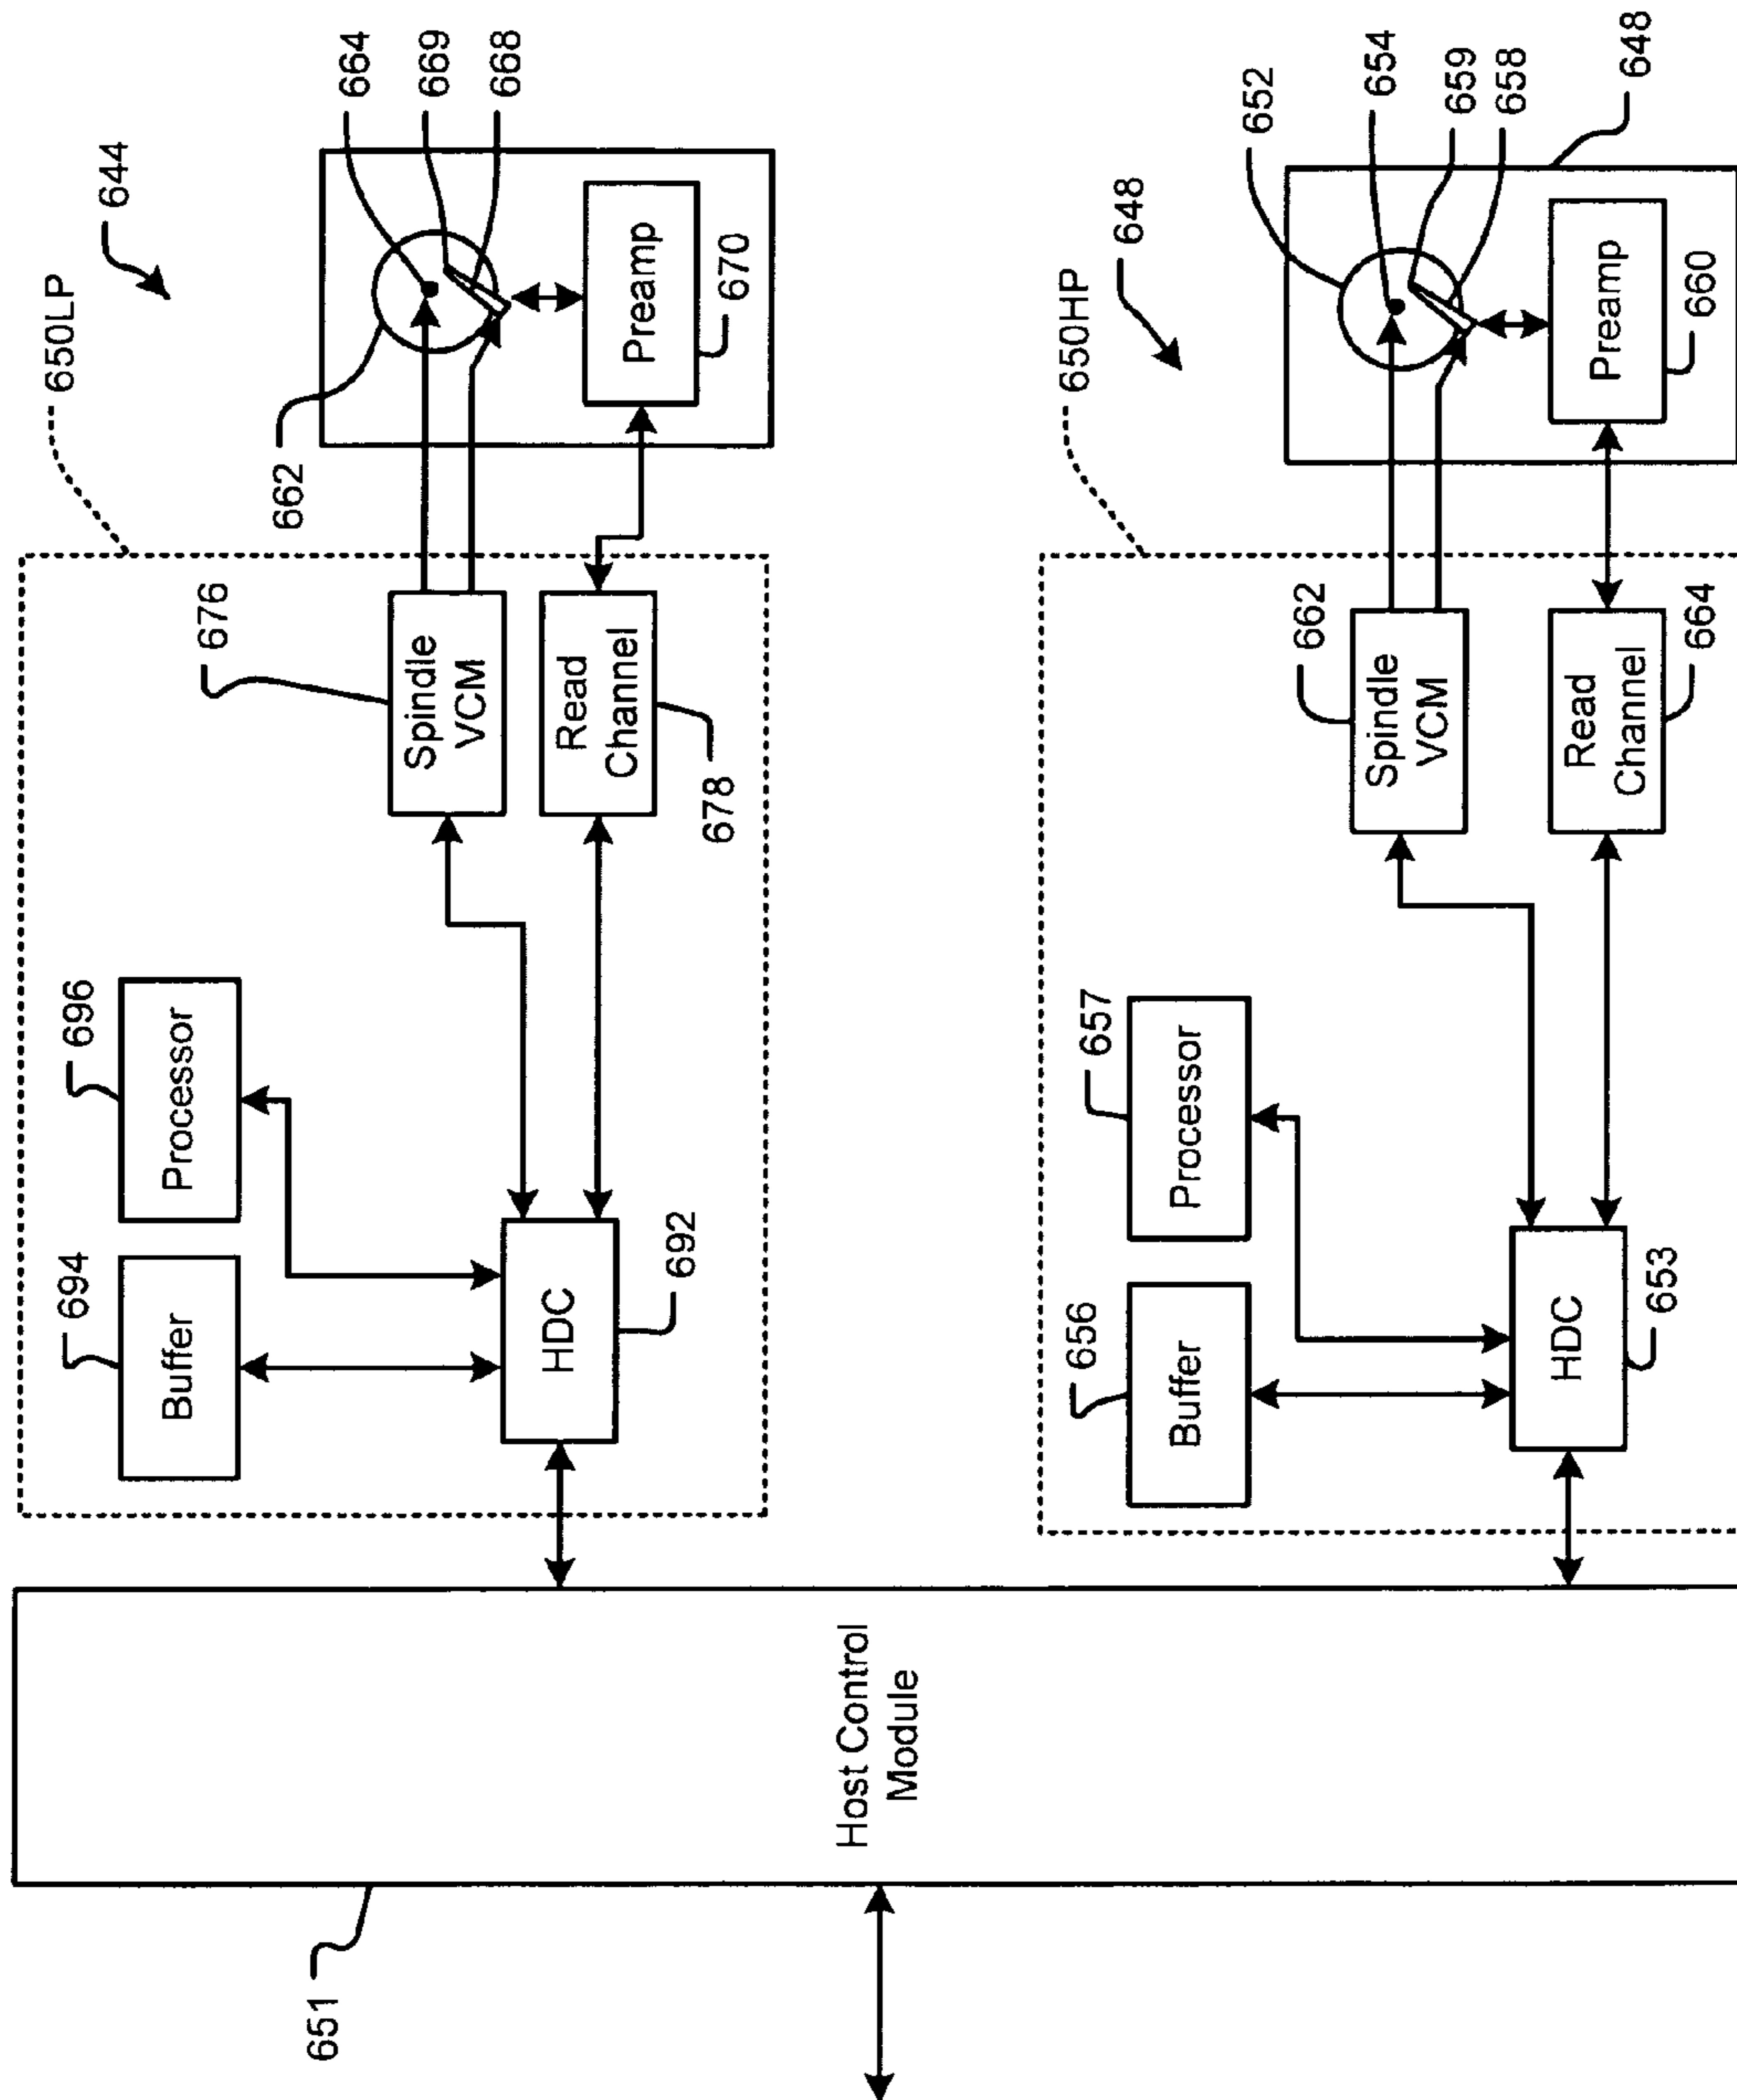 644
650LP
664
669
668
662
676
Spindle
VCM
Read
Channel
678
Preamp
670
696
Processor
694
Buffer
HDC
692
651
Host Control
Module
650HP
648
652
654
659
658
648
662
Spindle
VCM
Read
Channel
664
Preamp
660
657
Processor
656
Buffer
HDC
653